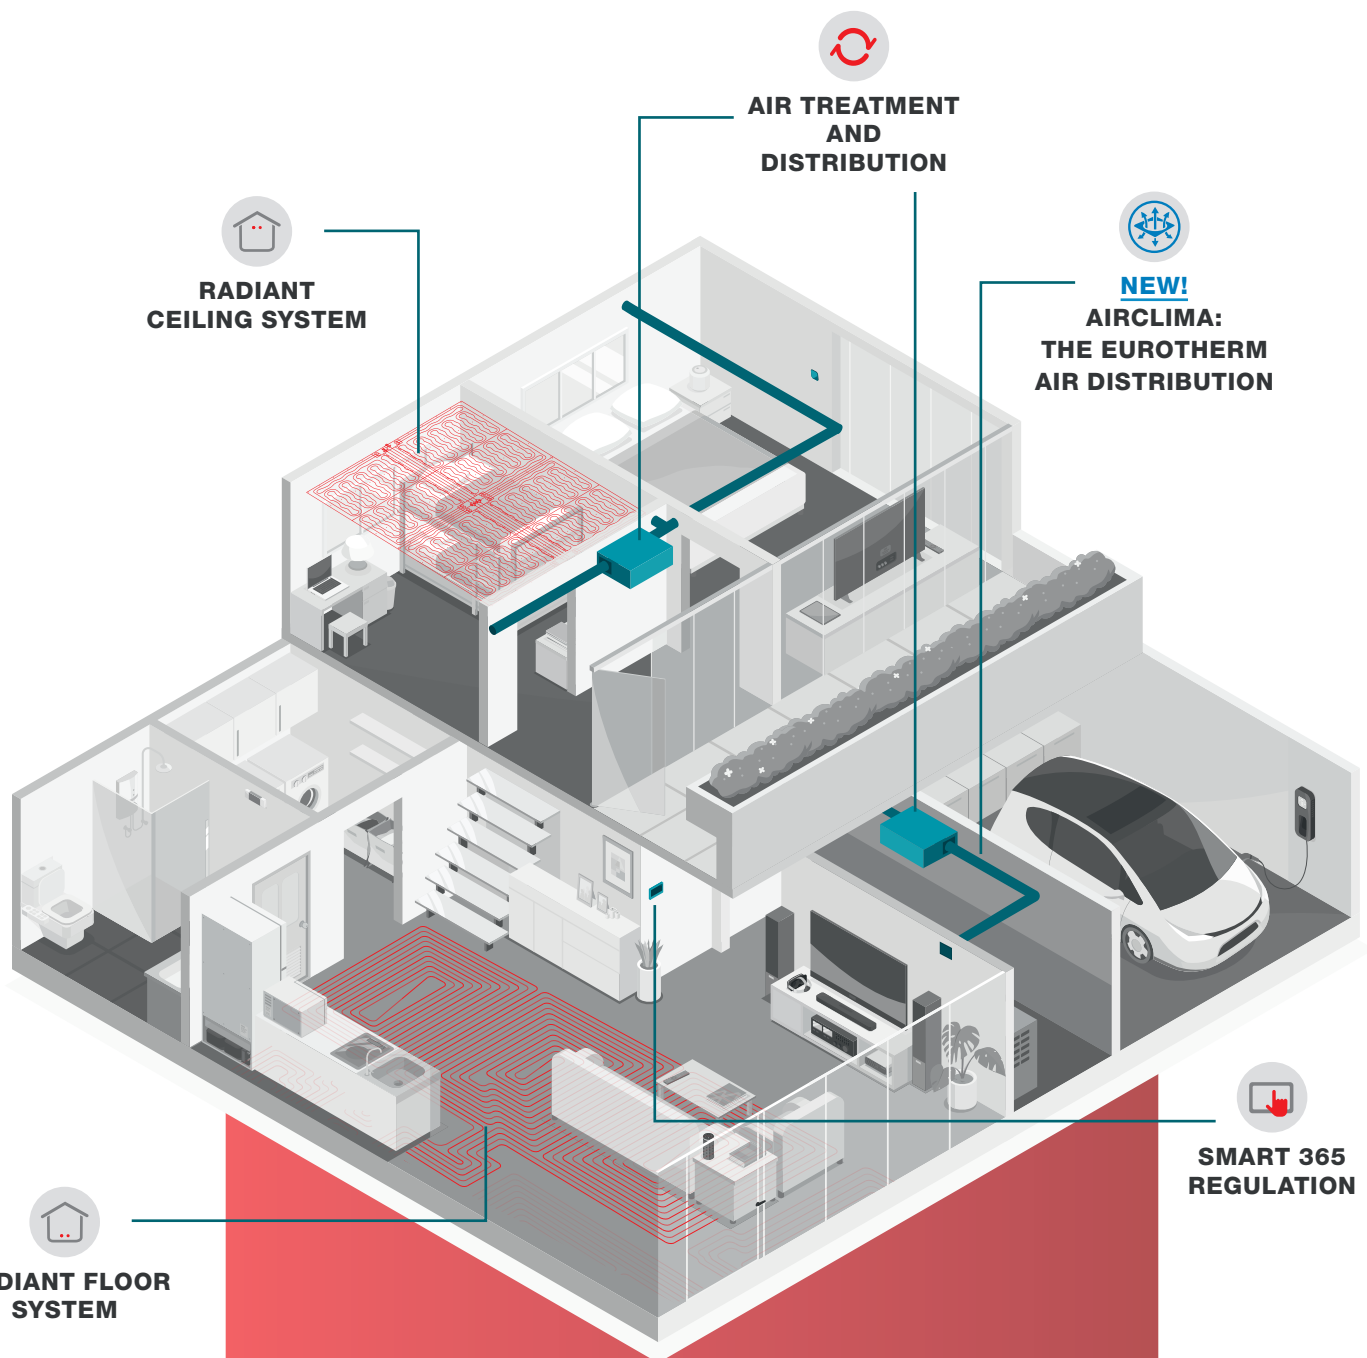 AIR TREATMENT
AND
DISTRIBUTION
RADIANT
CEILING SYSTEM
NEW!
AIRCLIMA:
THE EUROTHERM
AIR DISTRIBUTION
SMART 365
REGULATION
DIANT FLOOR
SYSTEM